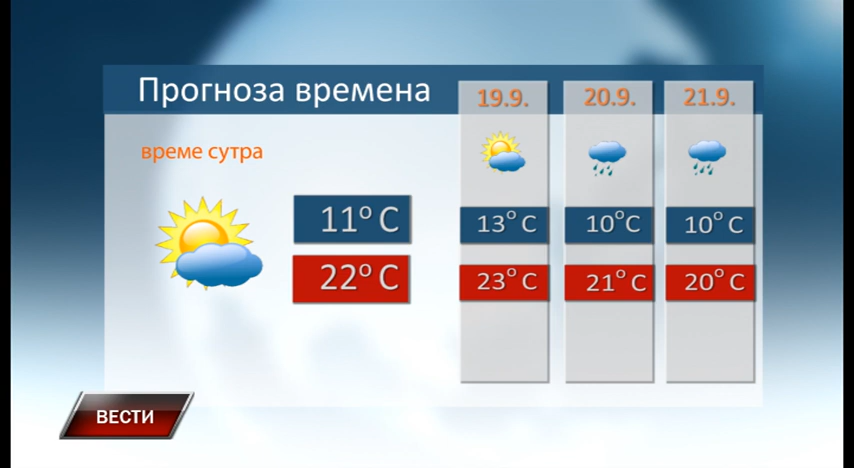 Прогноза времена
време сутра
11° C
22° C
19.9.
13° C
23° C
20.9.
10°C
21° C
21.9.
10° C
20° C
ВЕСТИ